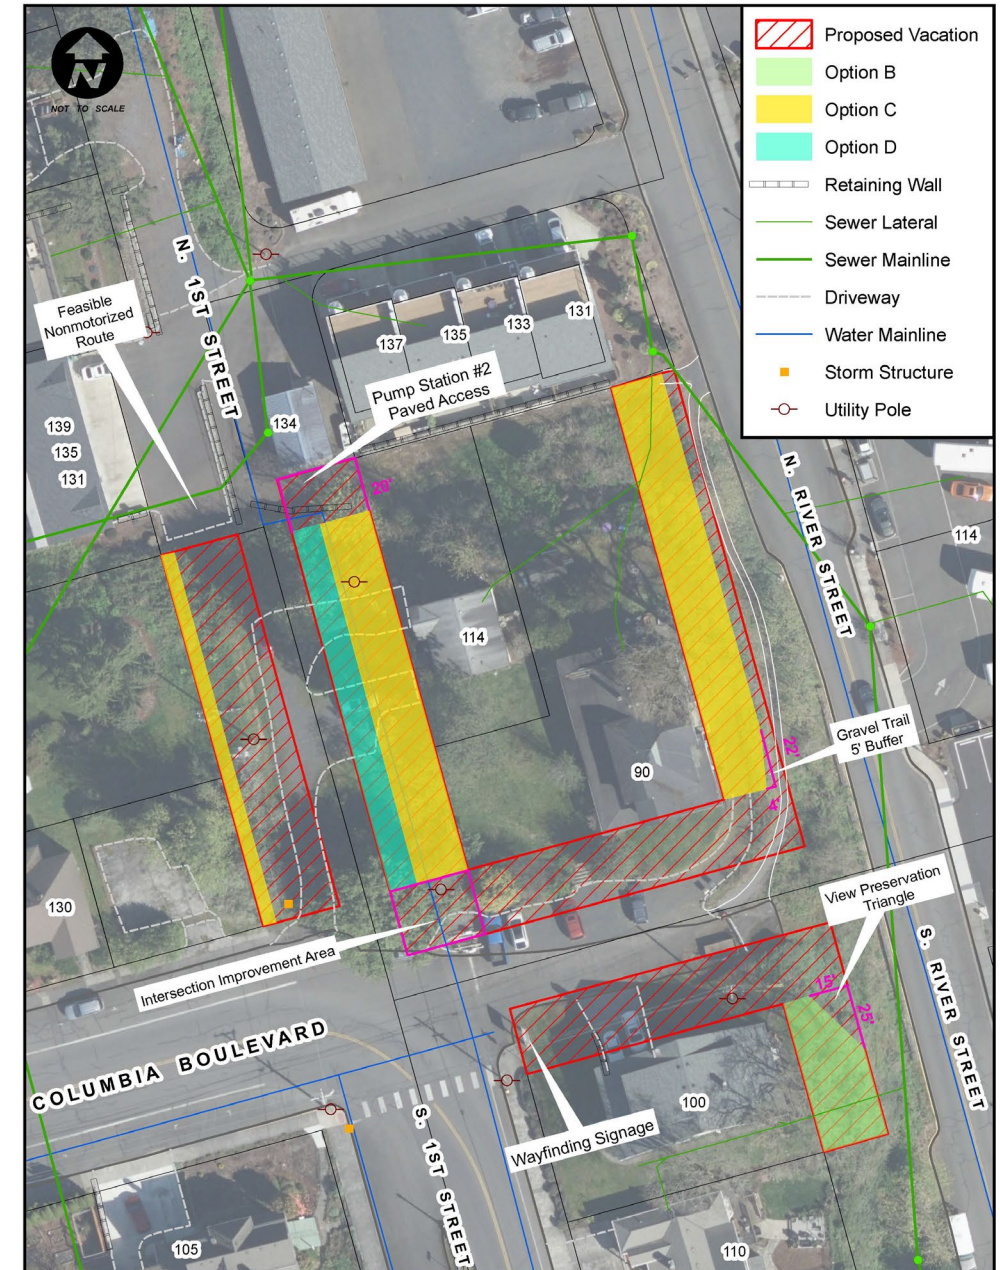 N
NOT TO SCALE
Proposed Vacation
Option B
Option C
Option D
Retaining Wall
Sewer Lateral
Sewer Mainline
Driveway
Water Mainline
Storm Structure
Utility Pole
N. 1ST STREET
Feasible
Nonmotorized
Route
137
135
133
131
Pump Station #2
Paved Access
139
135
131
134
20'
N. RIVER STREET
114
114
90
Gravel Trail
5' Buffer
22'
4'
130
View Preservation
Triangle
Intersection Improvement Area
15'
25'
S. RIVER STREET
COLUMBIA BOULEVARD
100
Wayfinding Signage
S. 1ST STREET
105
110